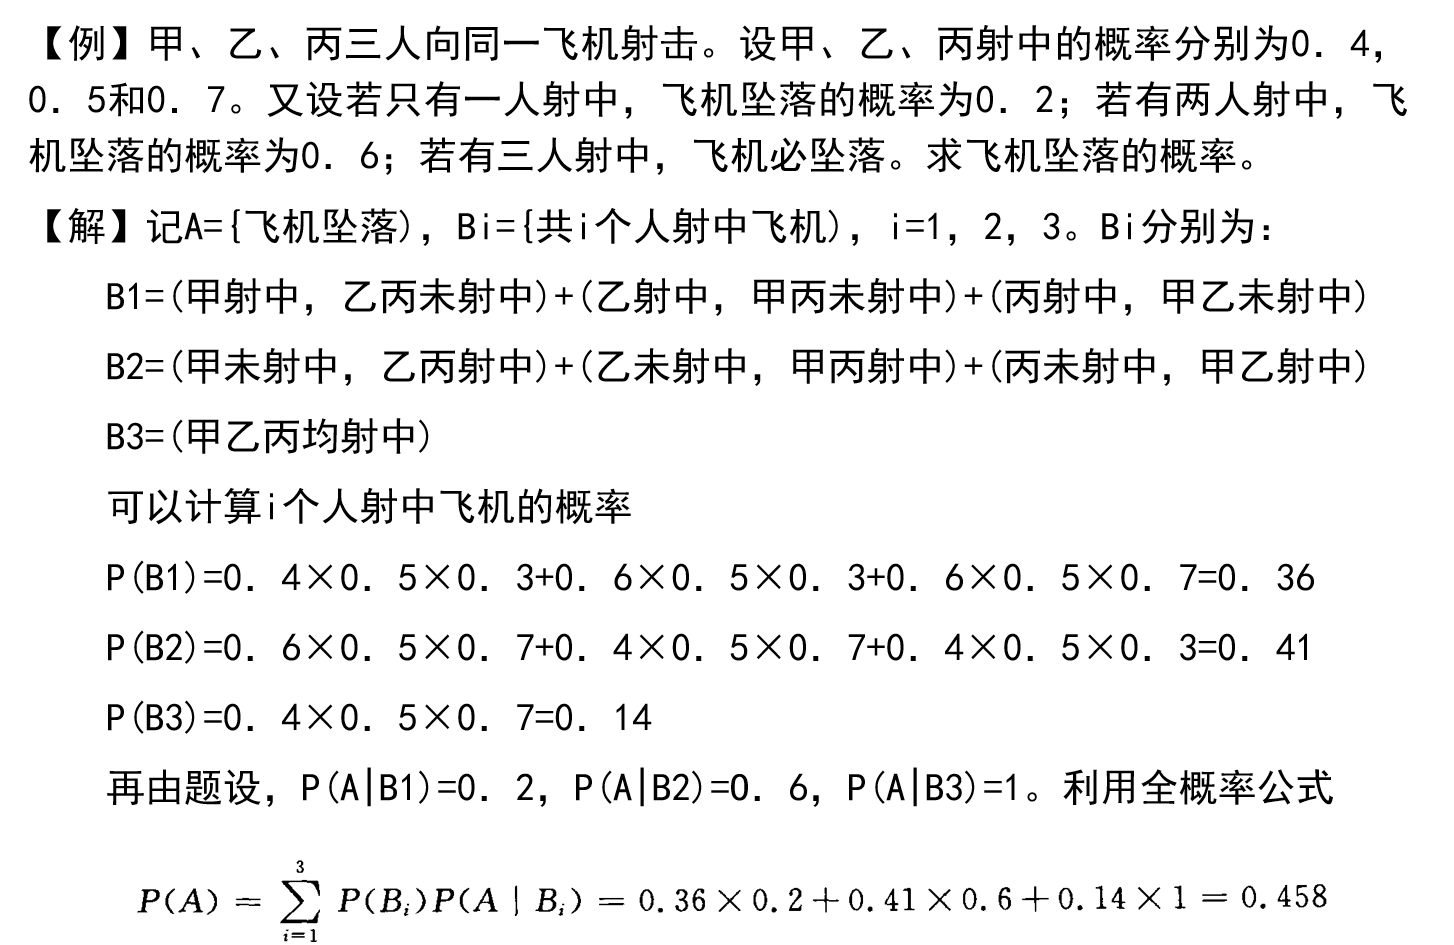 【例】甲、乙、丙三人向同一飞机射击。设甲、乙、丙射中的概率分别为0．4，
0．5和0．7。又设若只有一人射中，飞机坠落的概率为0．2；若有两人射中，飞
机坠落的概率为0．6；若有三人射中，飞机必坠落。求飞机坠落的概率。
【解】记A={飞机坠落)，Bi={共i个人射中飞机)，i=1，2，3。Bi分别为：
B1=(甲射中，乙丙未射中)+(乙射中，甲丙未射中)+(丙射中，甲乙未射中)
B2=(甲未射中，乙丙射中)+(乙未射中，甲丙射中)+(丙未射中，甲乙射中)
B3=(甲乙丙均射中)
可以计算i个人射中飞机的概率
P(B1)=0．4×0．5×0．3+0．6×0．5×0．3+0．6×0．5×0．7=0．36
P(B2)=0．6×0．5×0．7+0．4×0．5×0．7+0．4×0．5×0．3=0．41
P(B3)=0．4×0．5×0．7=0．14
再由题设，P(A|B1)=0．2，P(A|B2)=0．6，P(A|B3)=1。利用全概率公式
P(A) = ∑_{i=1}^{3} P(B_i)P(A | B_i) = 0.36×0.2+0.41×0.6+0.14×1 = 0.458